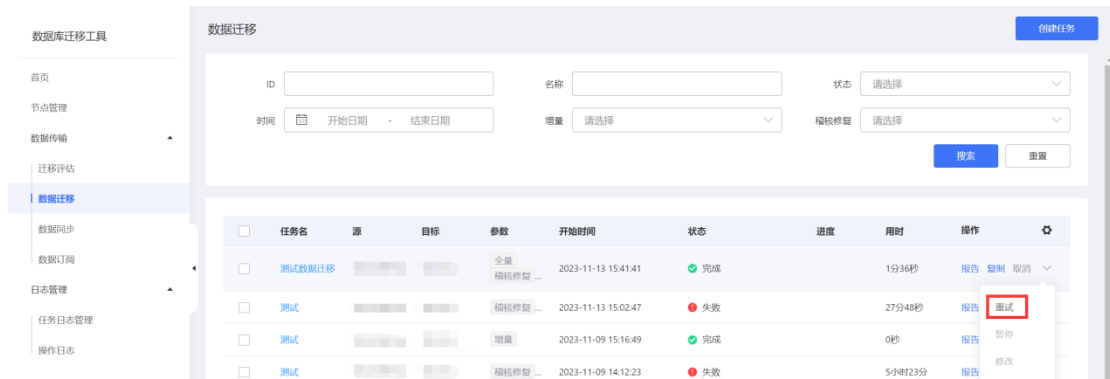 数据库迁移工具
首页
节点管理
数据传输
迁移评估
数据迁移
数据同步
数据订阅
日志管理
任务日志管理
操作日志
数据迁移 创建任务
ID 名称 状态 请选择
时间 开始日期 - 结束日期 增量 请选择 稽核修复 请选择
搜索 重置
任务名 源 目标 参数 开始时间 状态 进度 用时 操作
测试数据迁移 全量 稽核修复 ... 2023-11-13 15:41:41 完成 1分36秒 报告 复制 取消
测试 稽核修复 ... 2023-11-13 15:02:47 失败 27分48秒 报告
测试 增量 2023-11-09 15:16:49 完成 0秒 报告
测试 稽核修复 ... 2023-11-09 14:12:23 失败 5小时23分 报告
重试
暂停
修改